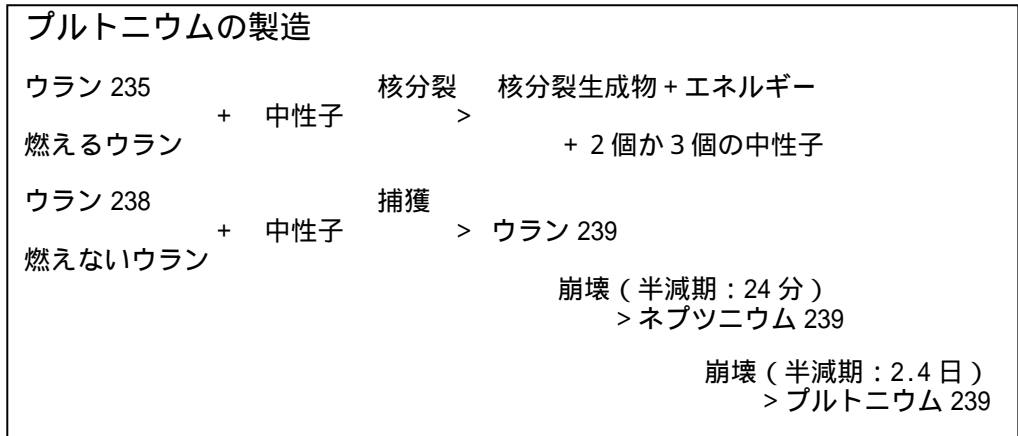 プルトニウムの製造
ウラン 235　核分裂　核分裂生成物 + エネルギー
+　中性子　>
燃えるウラン　+ 2 個か 3 個の中性子
ウラン 238　捕獲
+　中性子　> ウラン 239
燃えないウラン
崩壊 ( 半減期 : 24 分 )
> ネプツニウム 239
崩壊 ( 半減期 : 2.4 日 )
> プルトニウム 239